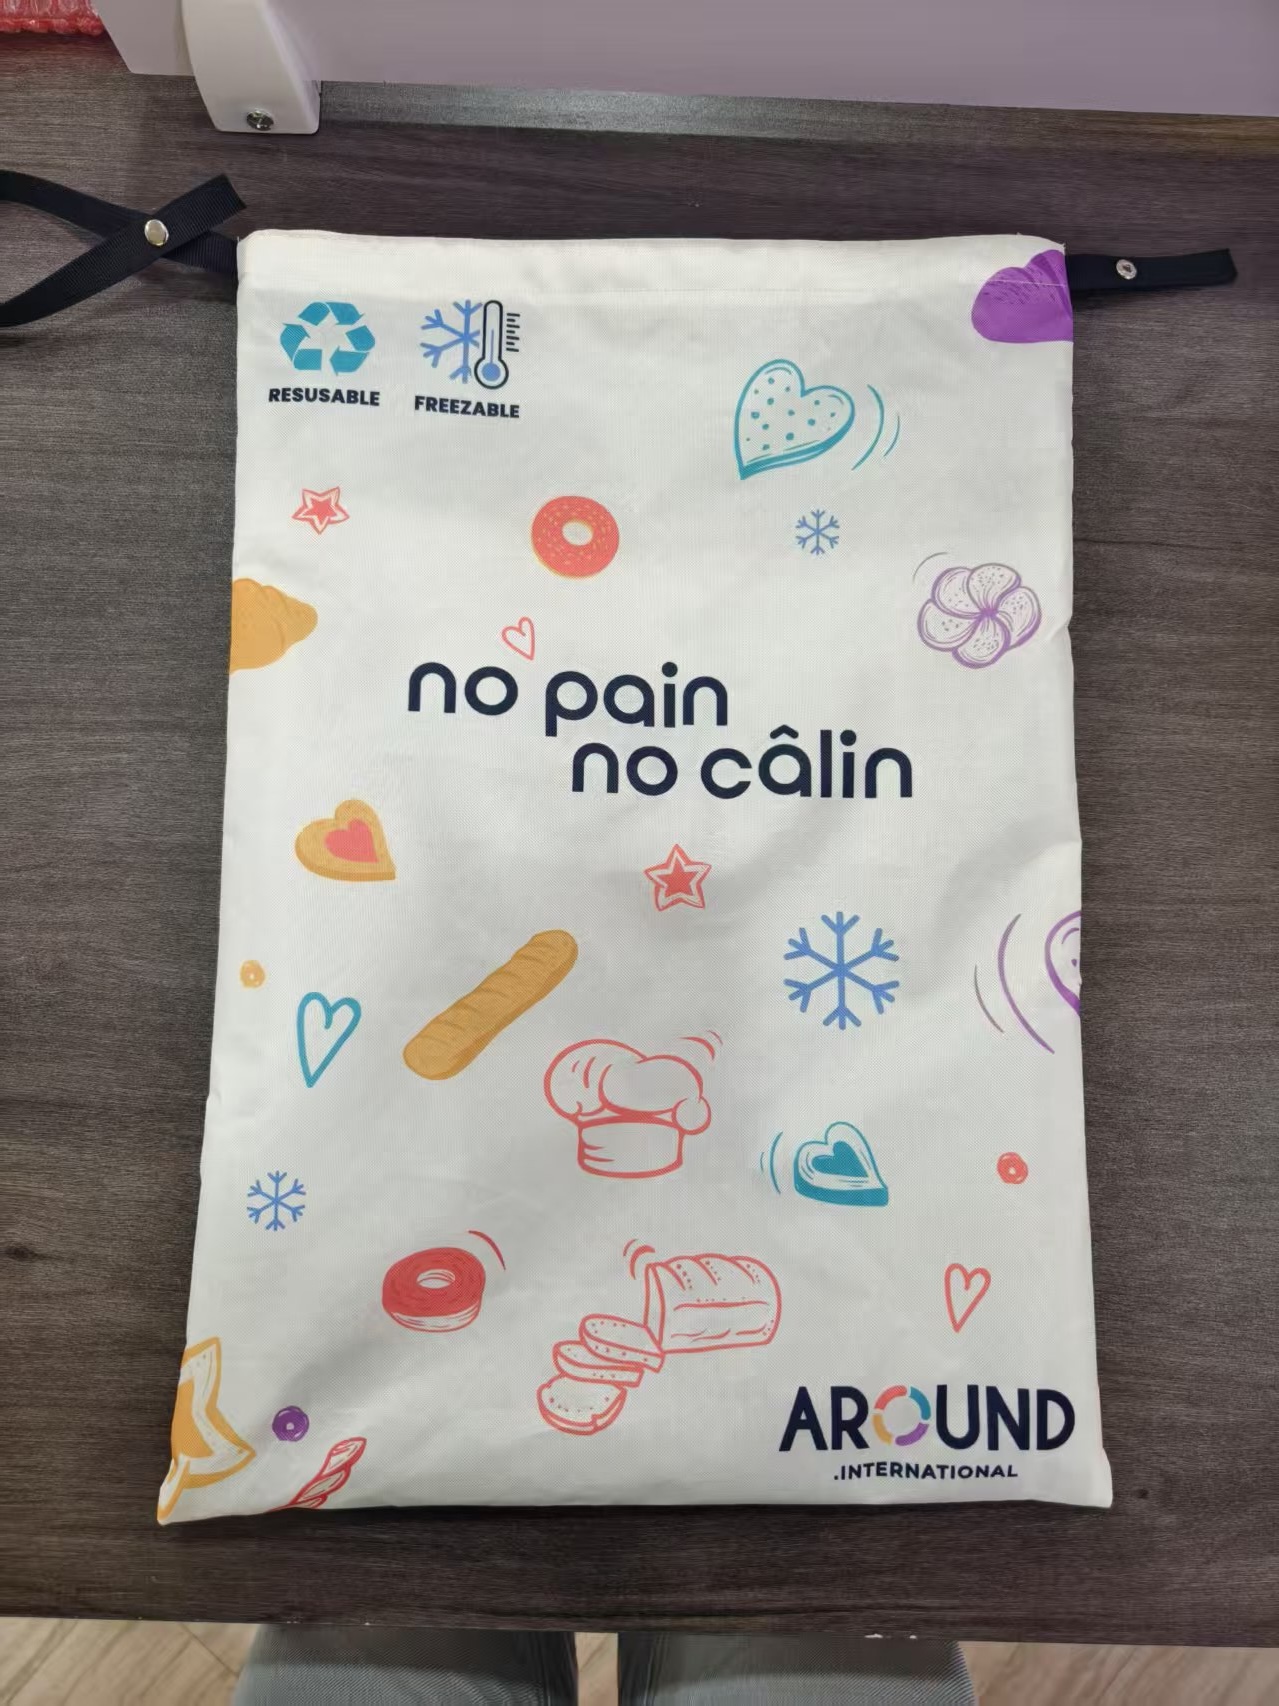 RESUSABLE
FREEZABLE
no pain
no câlin
AROUND
.INTERNATIONAL